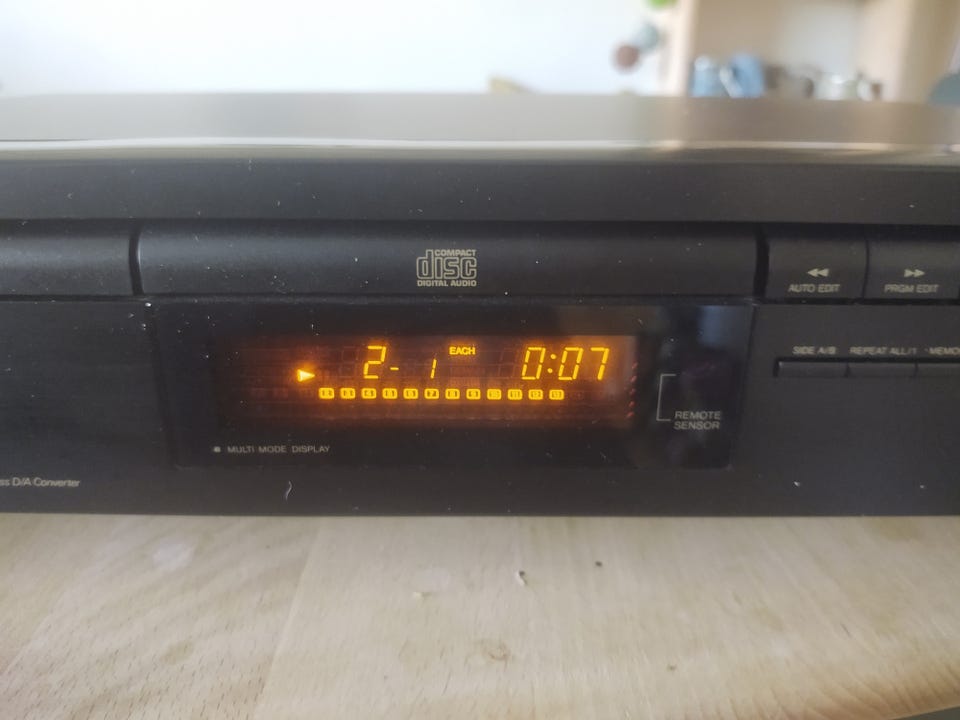 COMPACT
disc
DIGITAL AUDIO
AUTO EDIT
PRGM EDIT
SIDE A/B
REPEAT ALL/1
2- 1 EACH 0:07
REMOTE
SENSOR
MULTI MODE DISPLAY
D/A Converter